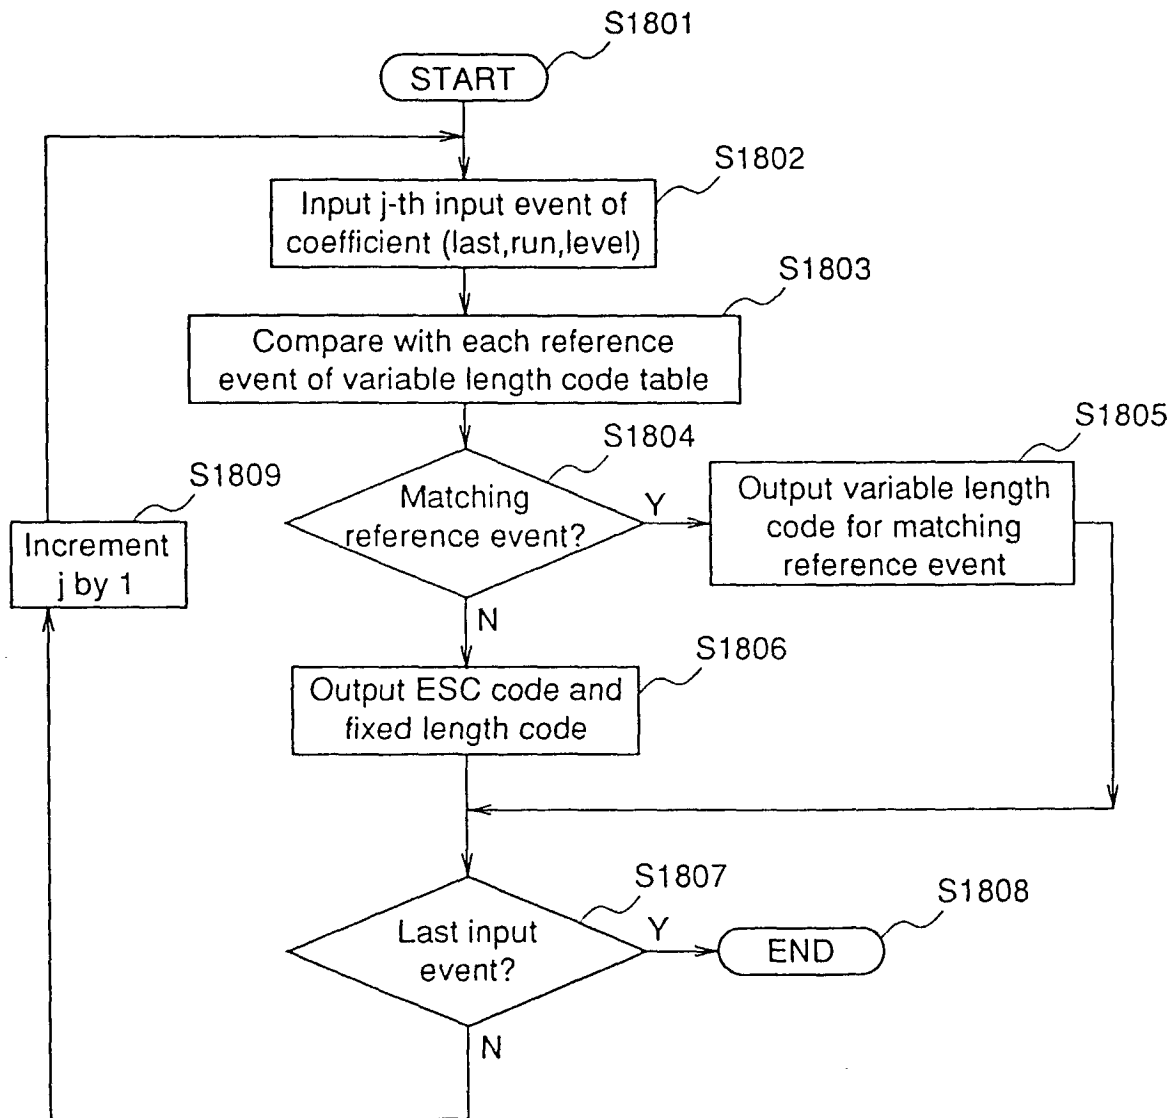 S1801
START
S1802
Input j-th input event of
coefficient (last,run,level)
S1803
Compare with each reference
event of variable length code table
S1804
Matching
reference event?
Y
N
S1805
Output variable length
code for matching
reference event
S1809
Increment
j by 1
S1806
Output ESC code and
fixed length code
S1807
Last input
event?
Y
N
S1808
END